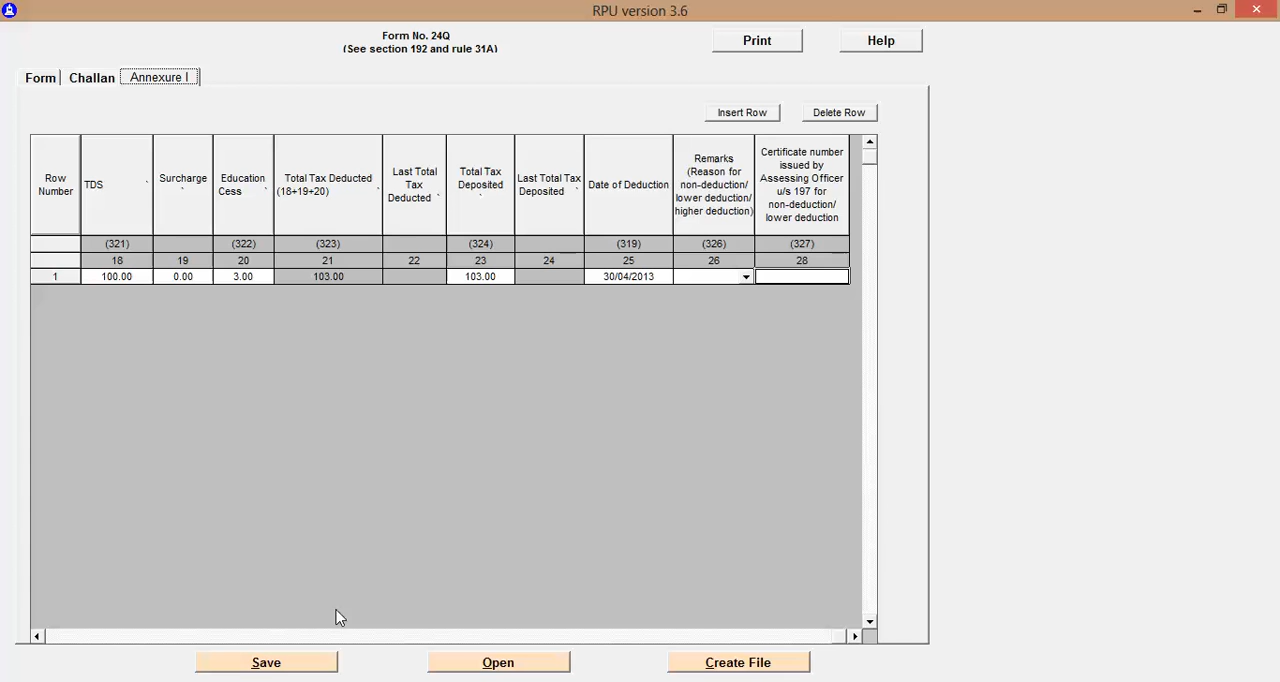 RPU version 3.6
Form No. 24Q
(See section 192 and rule 31A)
Print
Help
Form
Challan
Annexure I
Insert Row
Delete Row
Row
Number
TDS `
Surcharge
`
Education
Cess `
Total Tax Deducted
(18+19+20) `
Last Total
Tax
Deducted `
Total Tax
Deposited
`
Last Total Tax
Deposited `
Date of Deduction
Remarks
(Reason for
non-deduction/
lower deduction/
higher deduction)
Certificate number
issued by
Assessing Officer
u/s 197 for
non-deduction/
lower deduction
(321) (322) (323) (324) (319) (326) (327)
18 19 20 21 22 23 24 25 26 28
1 100.00 0.00 3.00 103.00 103.00 30/04/2013
Save
Open
Create File